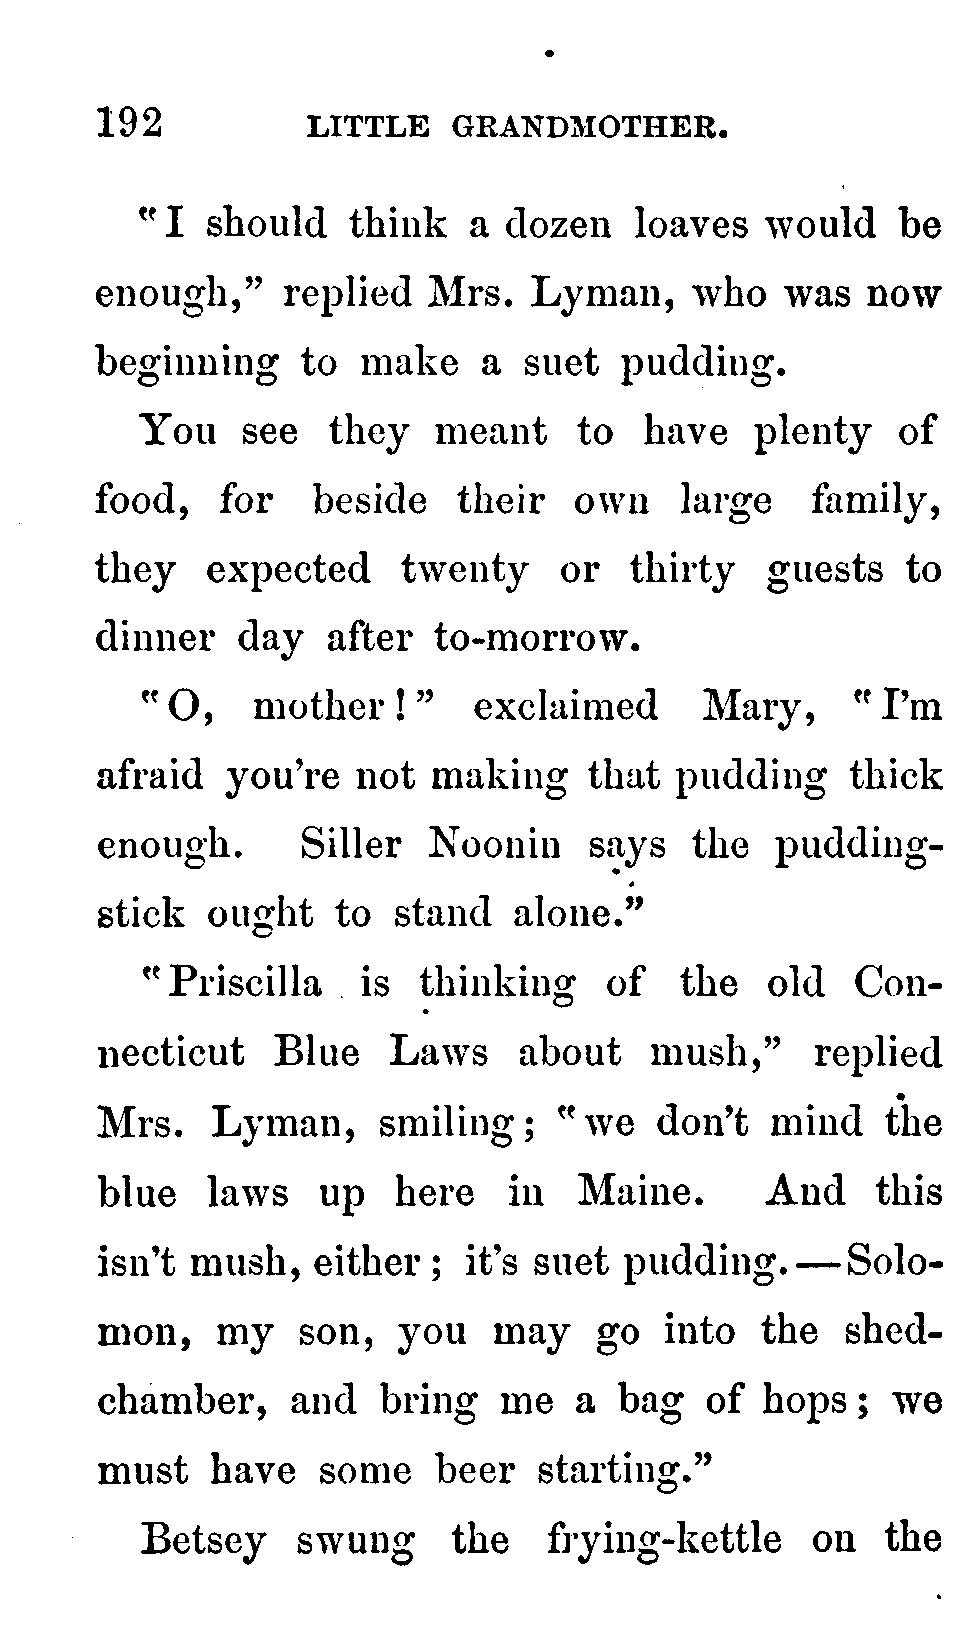 192 LITTLE GRANDMOTHER.
"I should think a dozen loaves would be
enough," replied Mrs. Lyman, who was now
beginning to make a suet pudding.
You see they meant to have plenty of
food, for beside their own large family,
they expected twenty or thirty guests to
dinner day after to-morrow.
"O, mother!" exclaimed Mary, "I'm
afraid you're not making that pudding thick
enough. Siller Noonin says the pudding-
stick ought to stand alone."
"Priscilla is thinking of the old Con-
necticut Blue Laws about mush," replied
Mrs. Lyman, smiling; "we don't mind the
blue laws up here in Maine. And this
isn't mush, either; it's suet pudding.—Solo-
mon, my son, you may go into the shed-
chamber, and bring me a bag of hops; we
must have some beer starting."
Betsey swung the frying-kettle on the